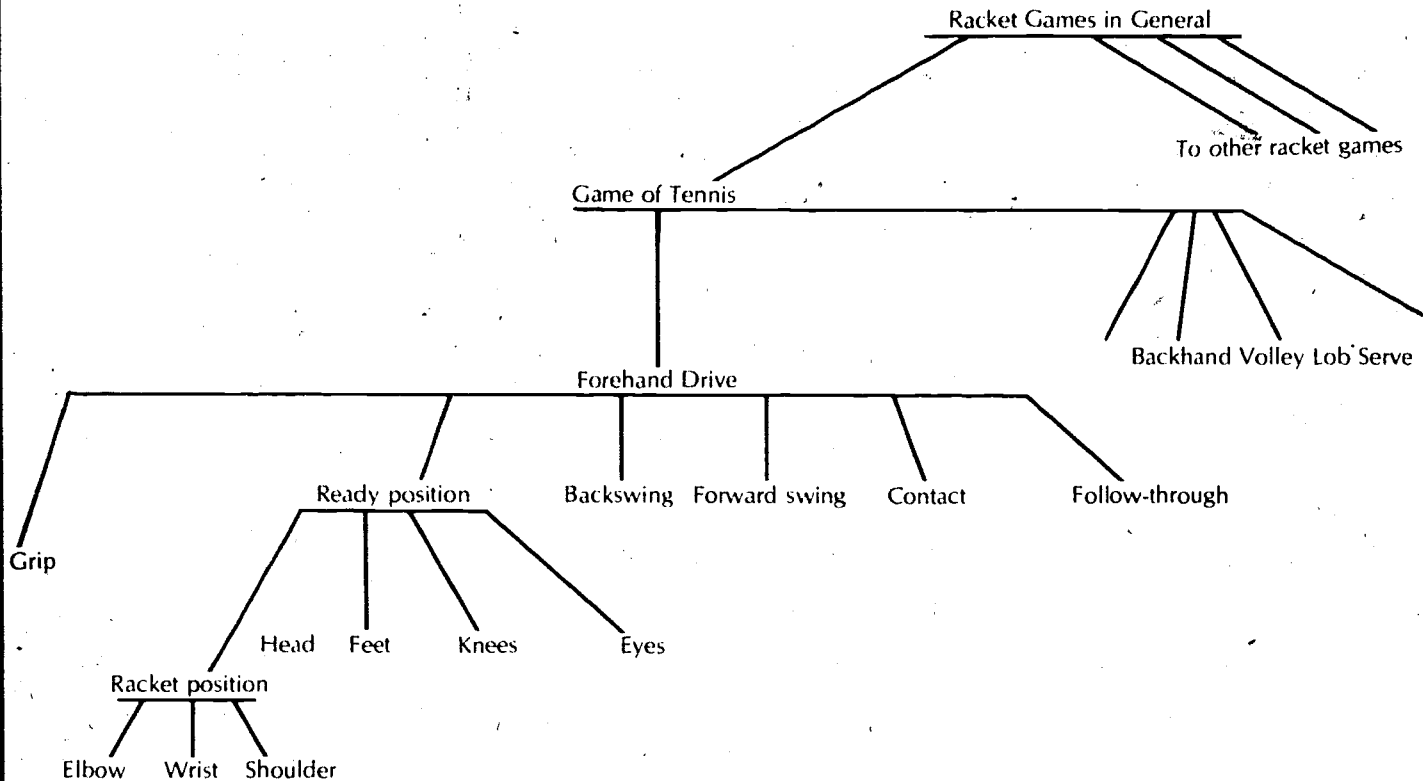 Racket Games in General
To other racket games
Game of Tennis
Backhand Volley Lob Serve
Forehand Drive
Ready position Backswing Forward swing Contact Follow-through
Grip
Head Feet Knees Eyes
Racket position
Elbow Wrist Shoulder